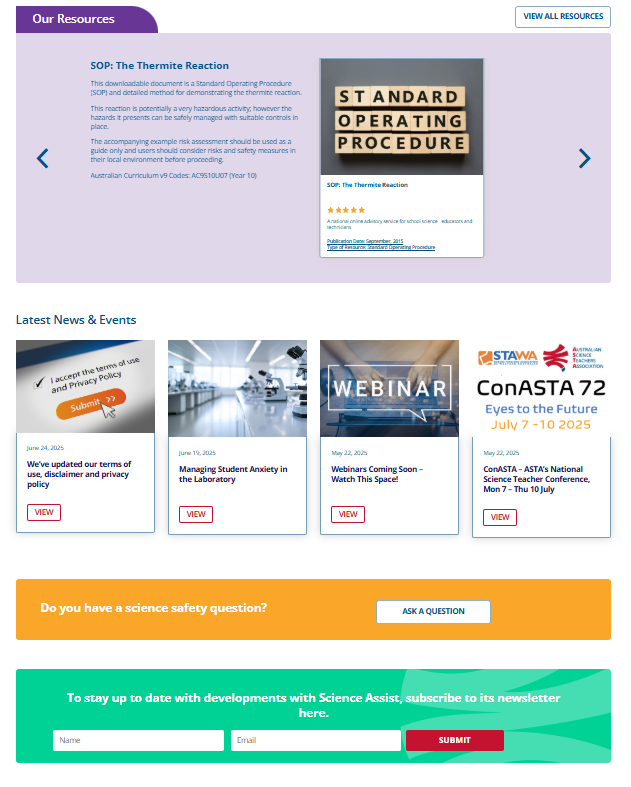 Our Resources
VIEW ALL RESOURCES
SOP: The Thermite Reaction
This downloadable document is a Standard Operating Procedure
(SOP) and detailed method for demonstrating the thermite reaction.
This reaction is potentially a very hazardous activity; however the
hazards it presents can be safely managed with suitable controls in
place.
The accompanying example risk assessment should be used as a
guide only and users should consider risks and safety measures in
their local environment before proceeding.
Australian Curriculum v9 Codes: AC9S10U07 (Year 10)
STANDARD
OPERATING
PROCEDURE
SOP: The Thermite Reaction
A national online advisory service for school science educators and
technicians
Publication Date: September, 2015
Type of Resource: Standard Operating Procedure
Latest News & Events
I accept the terms of use
and Privacy Policy
Submit >>
June 24, 2025
We've updated our terms of
use, disclaimer and privacy
policy
VIEW
June 19, 2025
Managing Student Anxiety in
the Laboratory
VIEW
WEBINAR
May 22, 2025
Webinars Coming Soon –
Watch This Space!
VIEW
STAWA
AUSTRALIAN
SCIENCE
TEACHERS
ASSOCIATION
ConASTA 72
Eyes to the Future
July 7 -10 2025
May 22, 2025
ConASTA – ASTA's National
Science Teacher Conference,
Mon 7 – Thu 10 July
VIEW
Do you have a science safety question?
ASK A QUESTION
To stay up to date with developments with Science Assist, subscribe to its newsletter
here.
Name
Email
SUBMIT